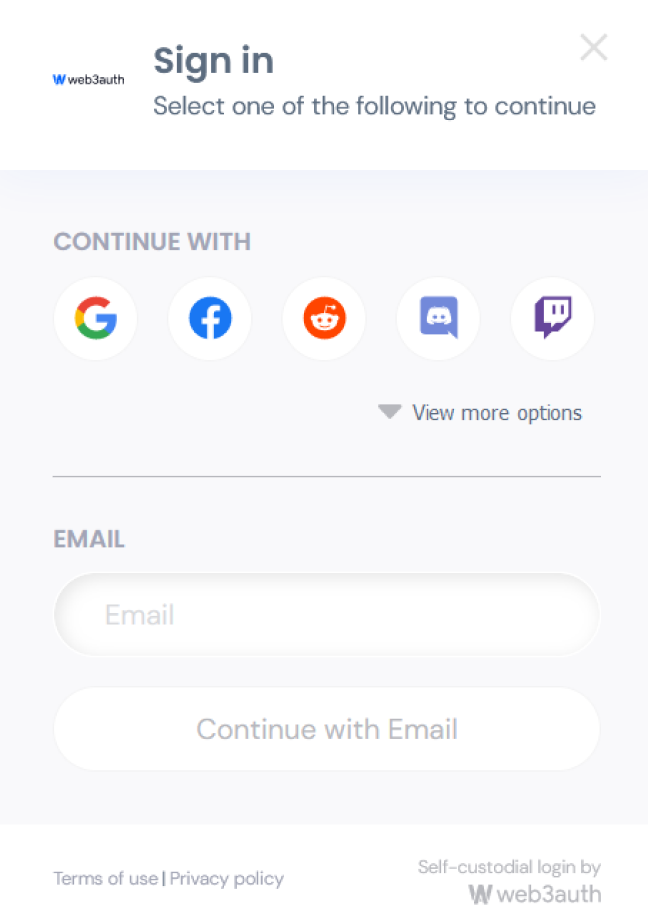 web3auth
Sign in
Select one of the following to continue
CONTINUE WITH
View more options
EMAIL
Email
Continue with Email
Terms of use | Privacy policy
Self-custodial login by
web3auth